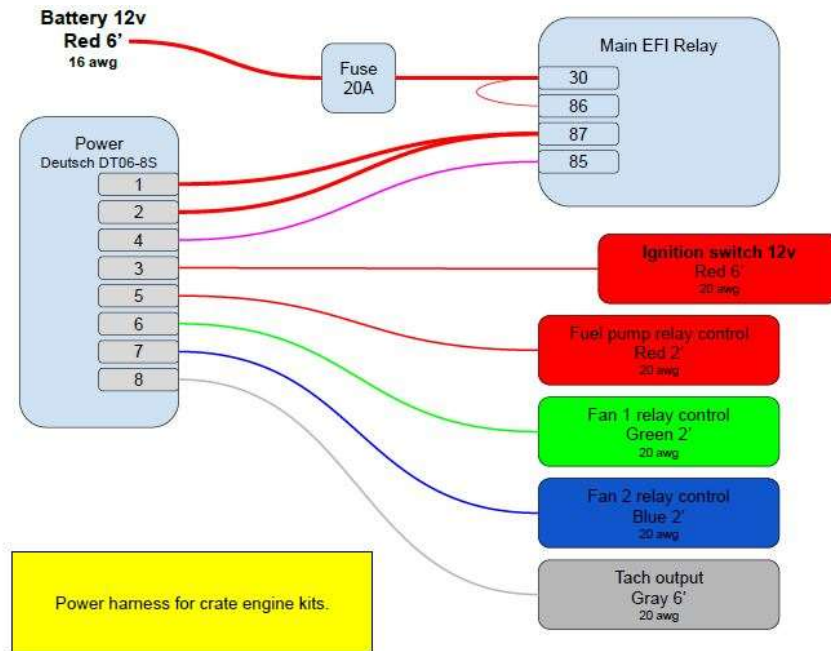 Battery 12v
Red 6’
16 awg
Fuse
20A
Main EFI Relay
30
86
87
85
Power
Deutsch DT06-8S
1
2
4
3
5
6
7
8
Ignition switch 12v
Red 6’
20 awg
Fuel pump relay control
Red 2’
20 awg
Fan 1 relay control
Green 2’
20 awg
Fan 2 relay control
Blue 2’
20 awg
Tach output
Gray 6’
20 awg
Power harness for crate engine kits.